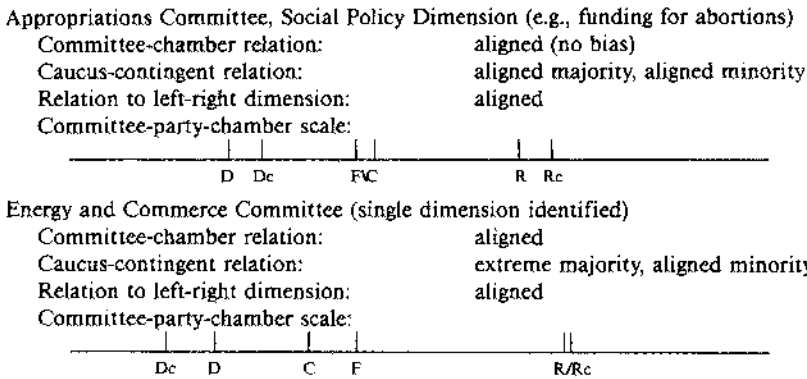 Appropriations Committee, Social Policy Dimension (e.g., funding for abortions)
Committee-chamber relation: aligned (no bias)
Caucus-contingent relation: aligned majority, aligned minority
Relation to left-right dimension: aligned
Committee-party-chamber scale:
D Dc F\C R Rc
Energy and Commerce Committee (single dimension identified)
Committee-chamber relation: aligned
Caucus-contingent relation: extreme majority, aligned minority
Relation to left-right dimension: aligned
Committee-party-chamber scale:
Dc D C F R/Rc